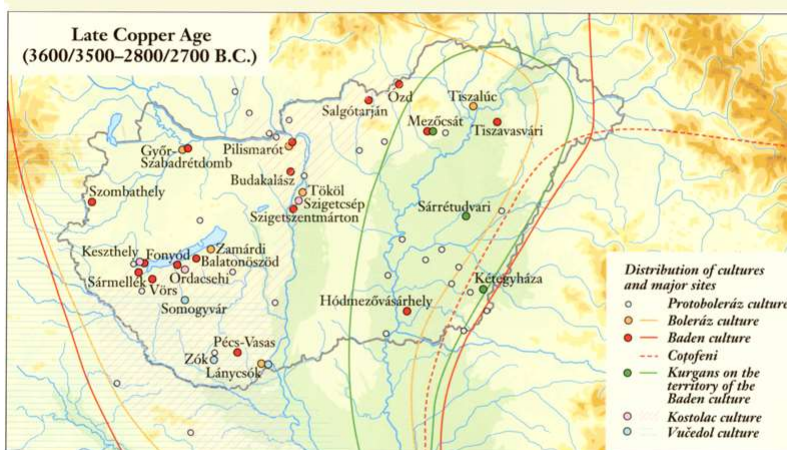 Late Copper Age
(3600/3500–2800/2700 B.C.)
Ózd
Salgótarján
Tiszalúc
Mezőcsát
Tiszavasvári
Győr-
Szabadrétdomb
Pilismarót
Budakalász
Szombathely
Tököl
Szigetcsép
Szigetszentmárton
Sárrétudvari
Keszthely
Fonyód
Zamárdi
Balatonőszöd
Ordacsehi
Sármellék
Vörs
Somogyvár
Kétegyháza
Hódmezővásárhely
Pécs-Vasas
Zók
Lánycsók
Distribution of cultures
and major sites
Protoboleráz culture
Boleráz culture
Baden culture
Coțofeni
Kurgans on the
territory of the
Baden culture
Kostolac culture
Vučedol culture